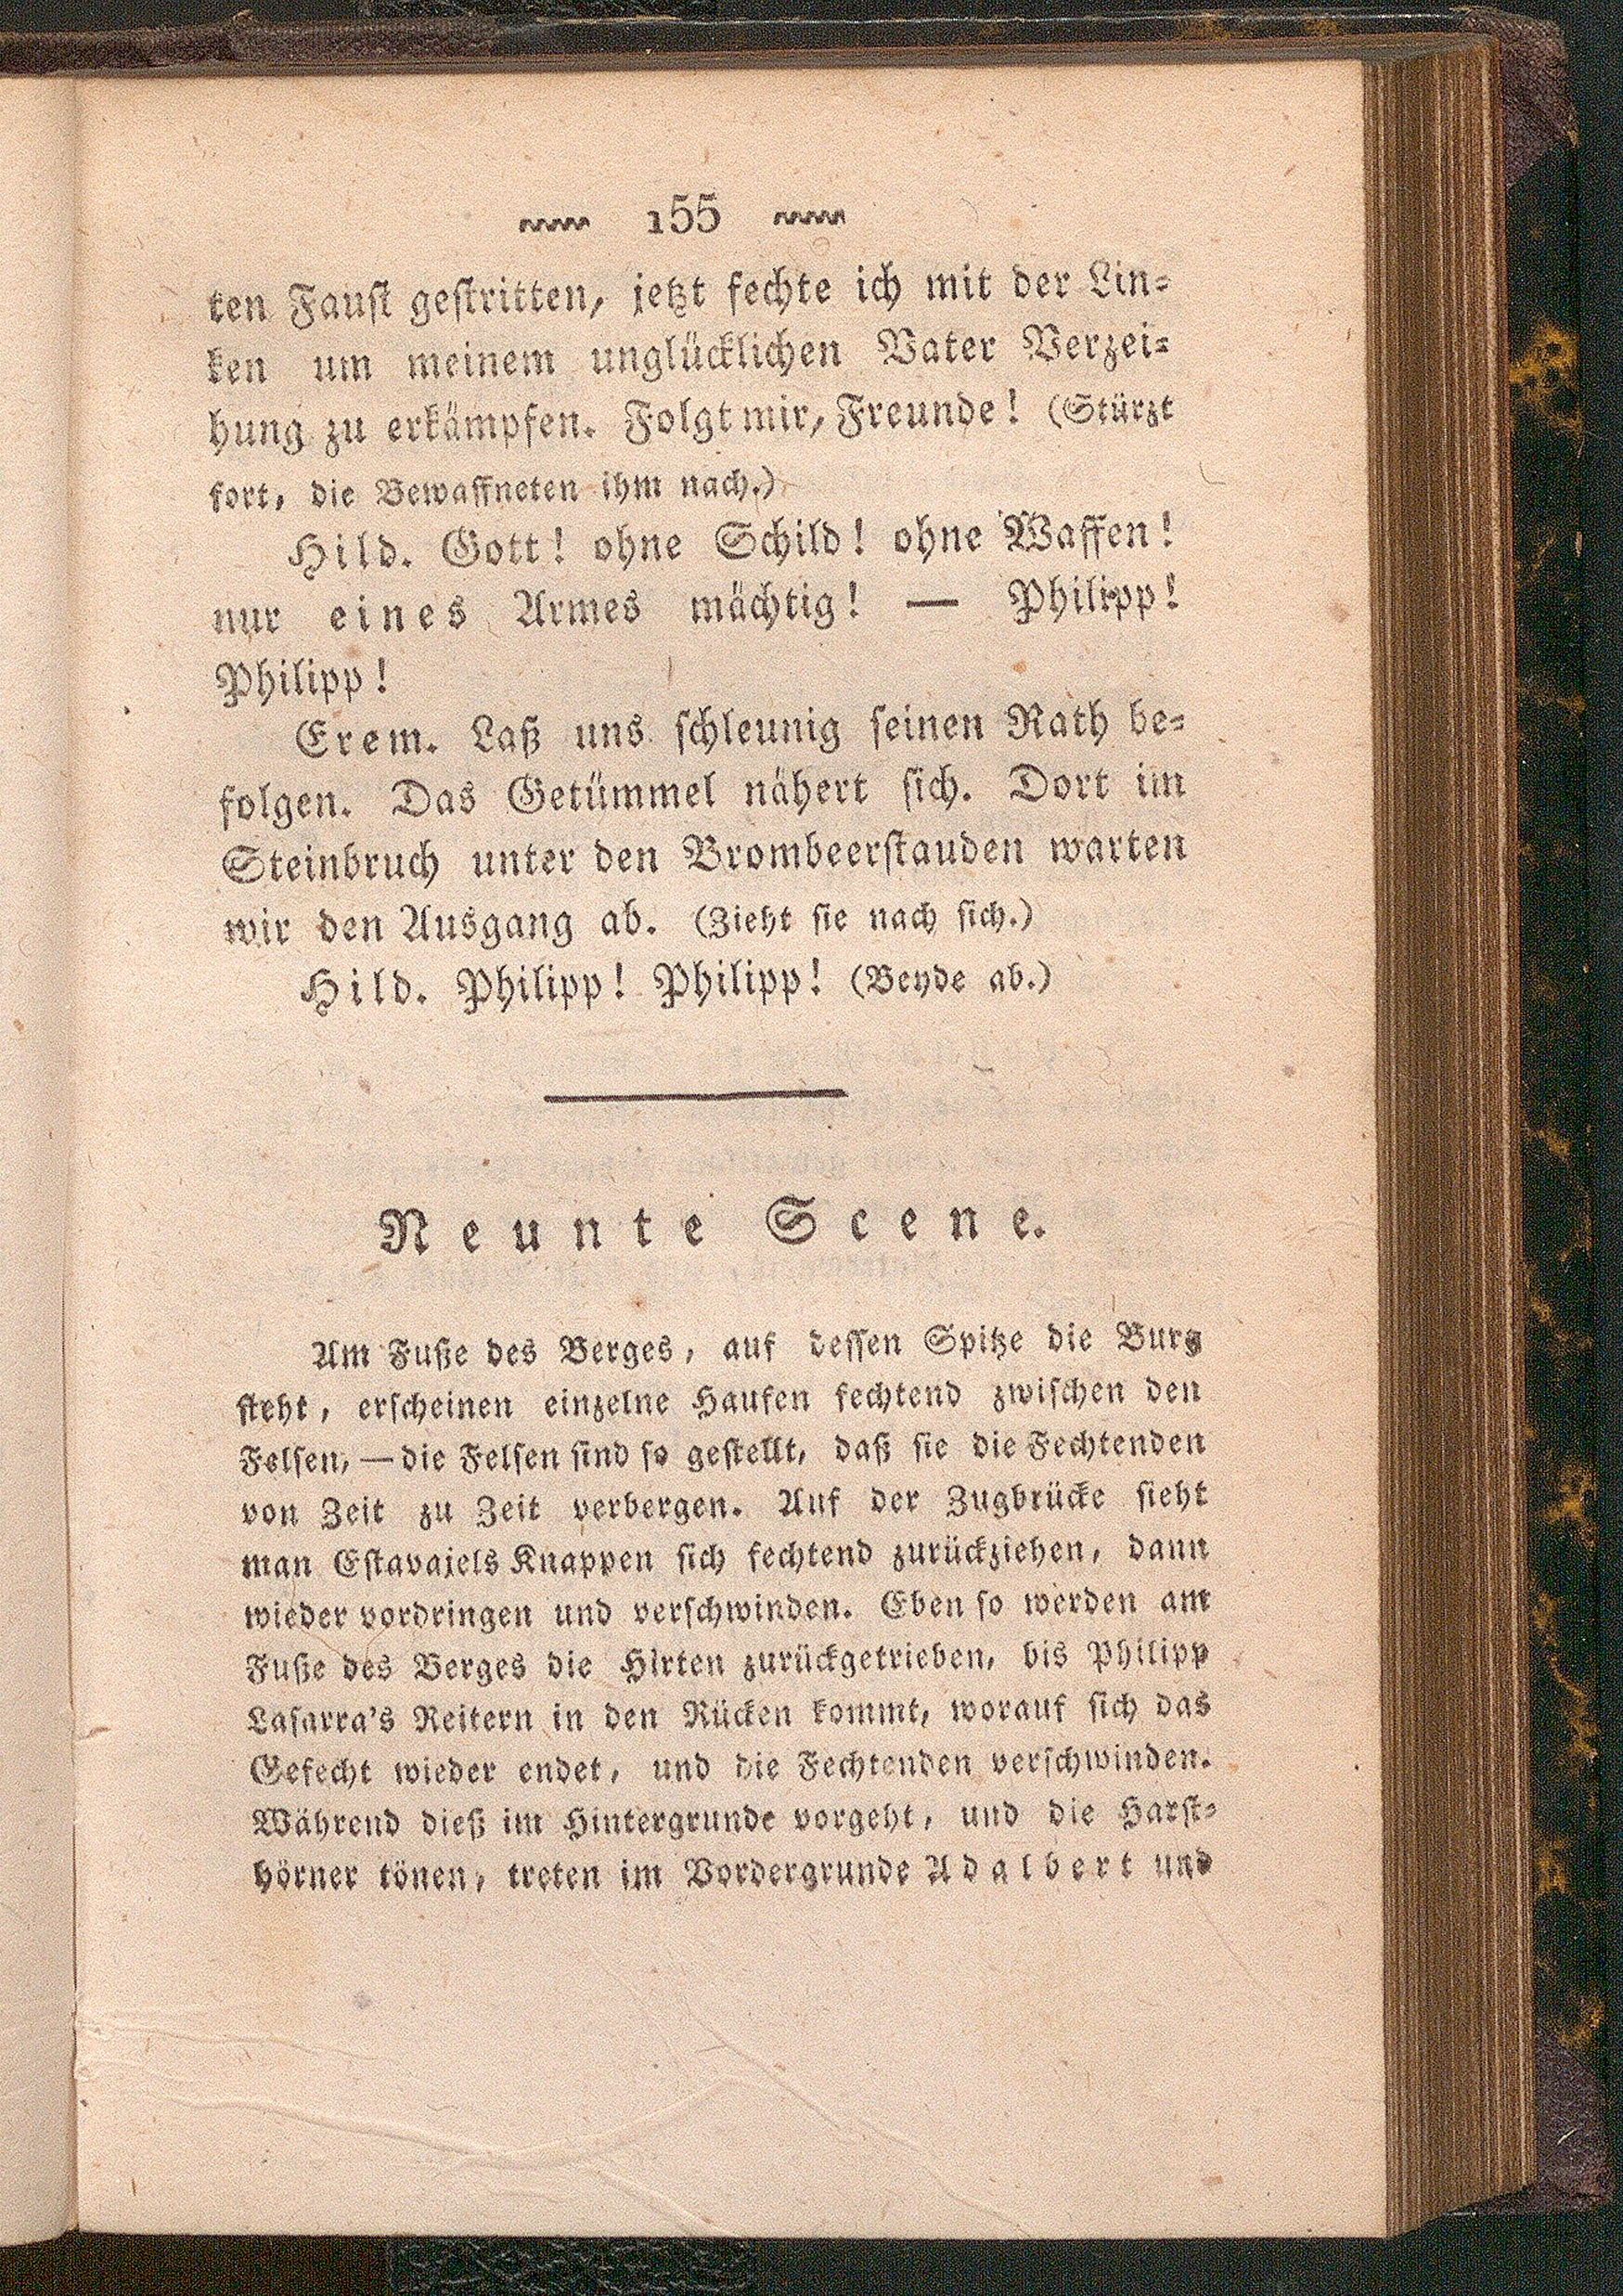 155
ten Faust gestritten, jetzt fechte ich mit der Lin-
ken um meinem unglücklichen Vater Verzei-
hung zu erkämpfen. Folgt mir, Freunde! (Stürzt
fort, die Bewaffneten ihm nach.)
Hild. Gott! ohne Schild! ohne Waffen!
nur eines Armes mächtig! — Philipp!
Philipp!
Erem. Laß uns schleunig seinen Rath be-
folgen. Das Getümmel nähert sich. Dort im
Steinbruch unter den Brombeerstauden warten
wir den Ausgang ab. (Zieht sie nach sich.)
Hild. Philipp! Philipp! (Beyde ab.)
Neunte Scene.
Am Fuße des Berges, auf dessen Spitze die Burg
steht, erscheinen einzelne Haufen fechtend zwischen den
Felsen, — die Felsen sind so gestellt, daß sie die Fechtenden
von Zeit zu Zeit verbergen. Auf der Zugbrücke sieht
man Estavajels Knappen sich fechtend zurückziehen, dann
wieder vordringen und verschwinden. Eben so werden am
Fuße des Berges die Hirten zurückgetrieben, bis Philipp
Lasarra's Reitern in den Rücken kommt, worauf sich das
Gefecht wieder endet, und die Fechtenden verschwinden.
Während dieß im Hintergrunde vorgeht, und die Harst-
hörner tönen, treten im Vordergrunde Adalbert und